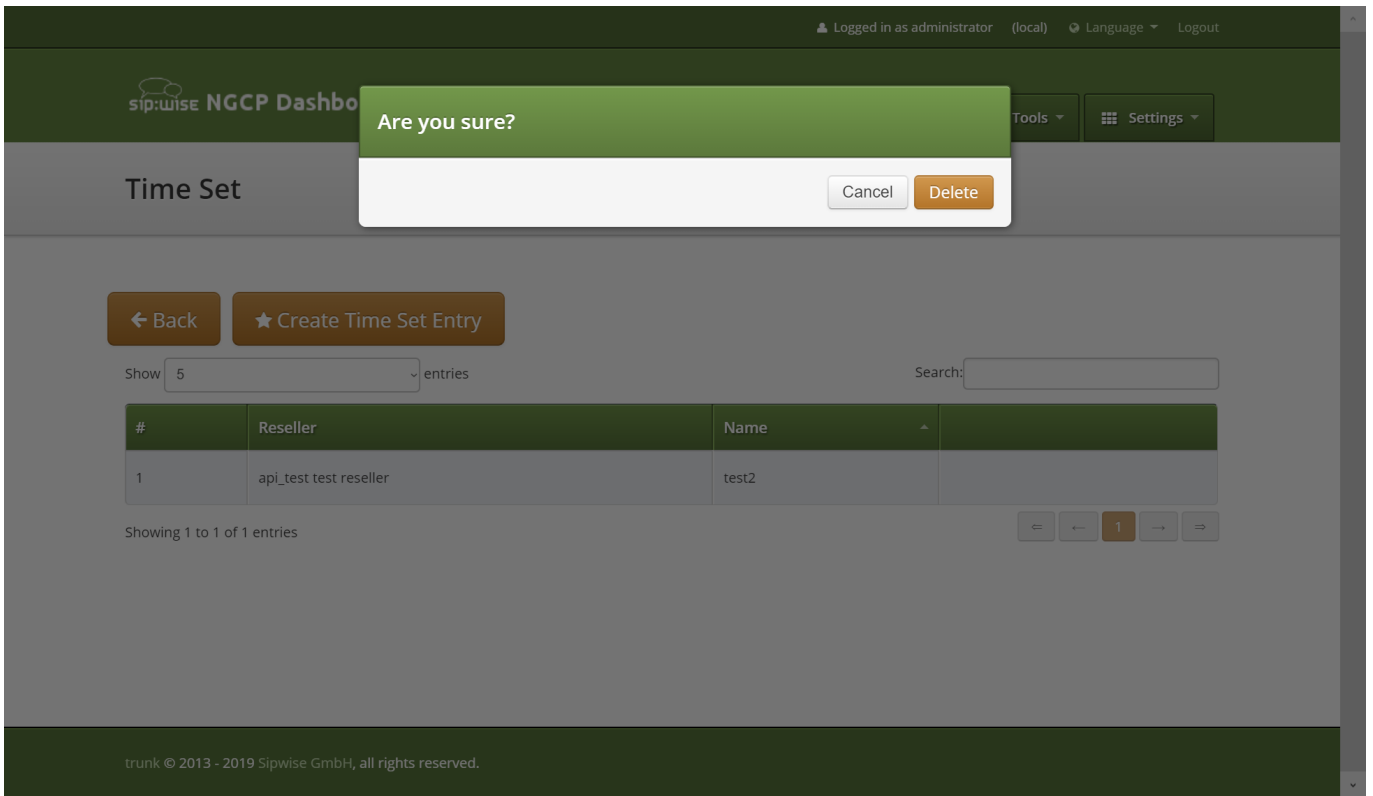 Logged in as administrator (local) Language Logout
sip:wise NGCP Dashbo
Tools Settings
Are you sure?
Cancel Delete
Time Set
Back Create Time Set Entry
Show 5 entries Search:
# Reseller Name
1 api_test test reseller test2
Showing 1 to 1 of 1 entries ⇐ ← 1 → ⇒
trunk © 2013 - 2019 Sipwise GmbH, all rights reserved.